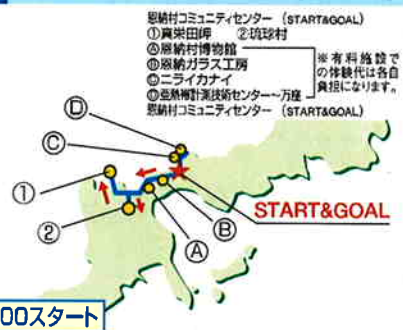 恩納村コミュニティセンター (START&GOAL)
①真栄田岬 ②琉球村
Ⓐ恩納村博物館
Ⓑ恩納ガラス工房
Ⓒニライカナイ
Ⓓ亜熱帯計測技術センター～万座
恩納村コミュニティセンター (START&GOAL)
※有料施設で
の体験代は各自
負担になります。
Ⓓ
Ⓒ
①
②
Ⓐ
Ⓑ
START&GOAL
00スタート